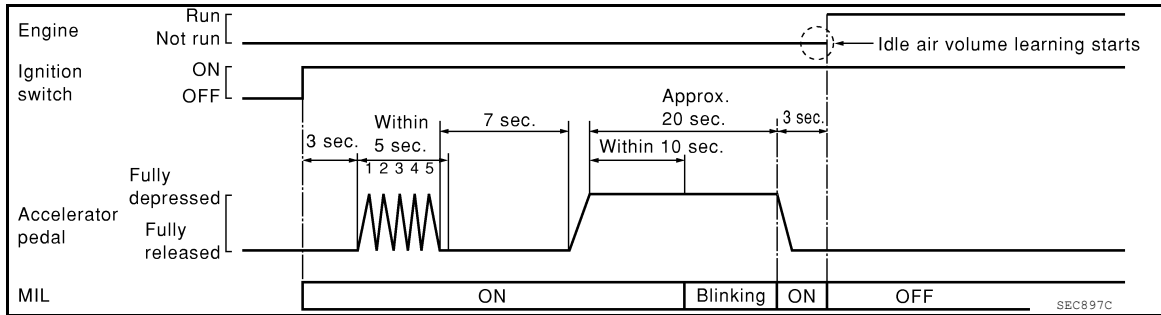 Engine
Run
Not run
Idle air volume learning starts
Ignition
switch
ON
OFF
3 sec.
Within
5 sec.
1 2 3 4 5
7 sec.
Approx.
20 sec.
Within 10 sec.
3 sec.
Accelerator
pedal
Fully
depressed
Fully
released
MIL
ON
Blinking
ON
OFF
SEC897C